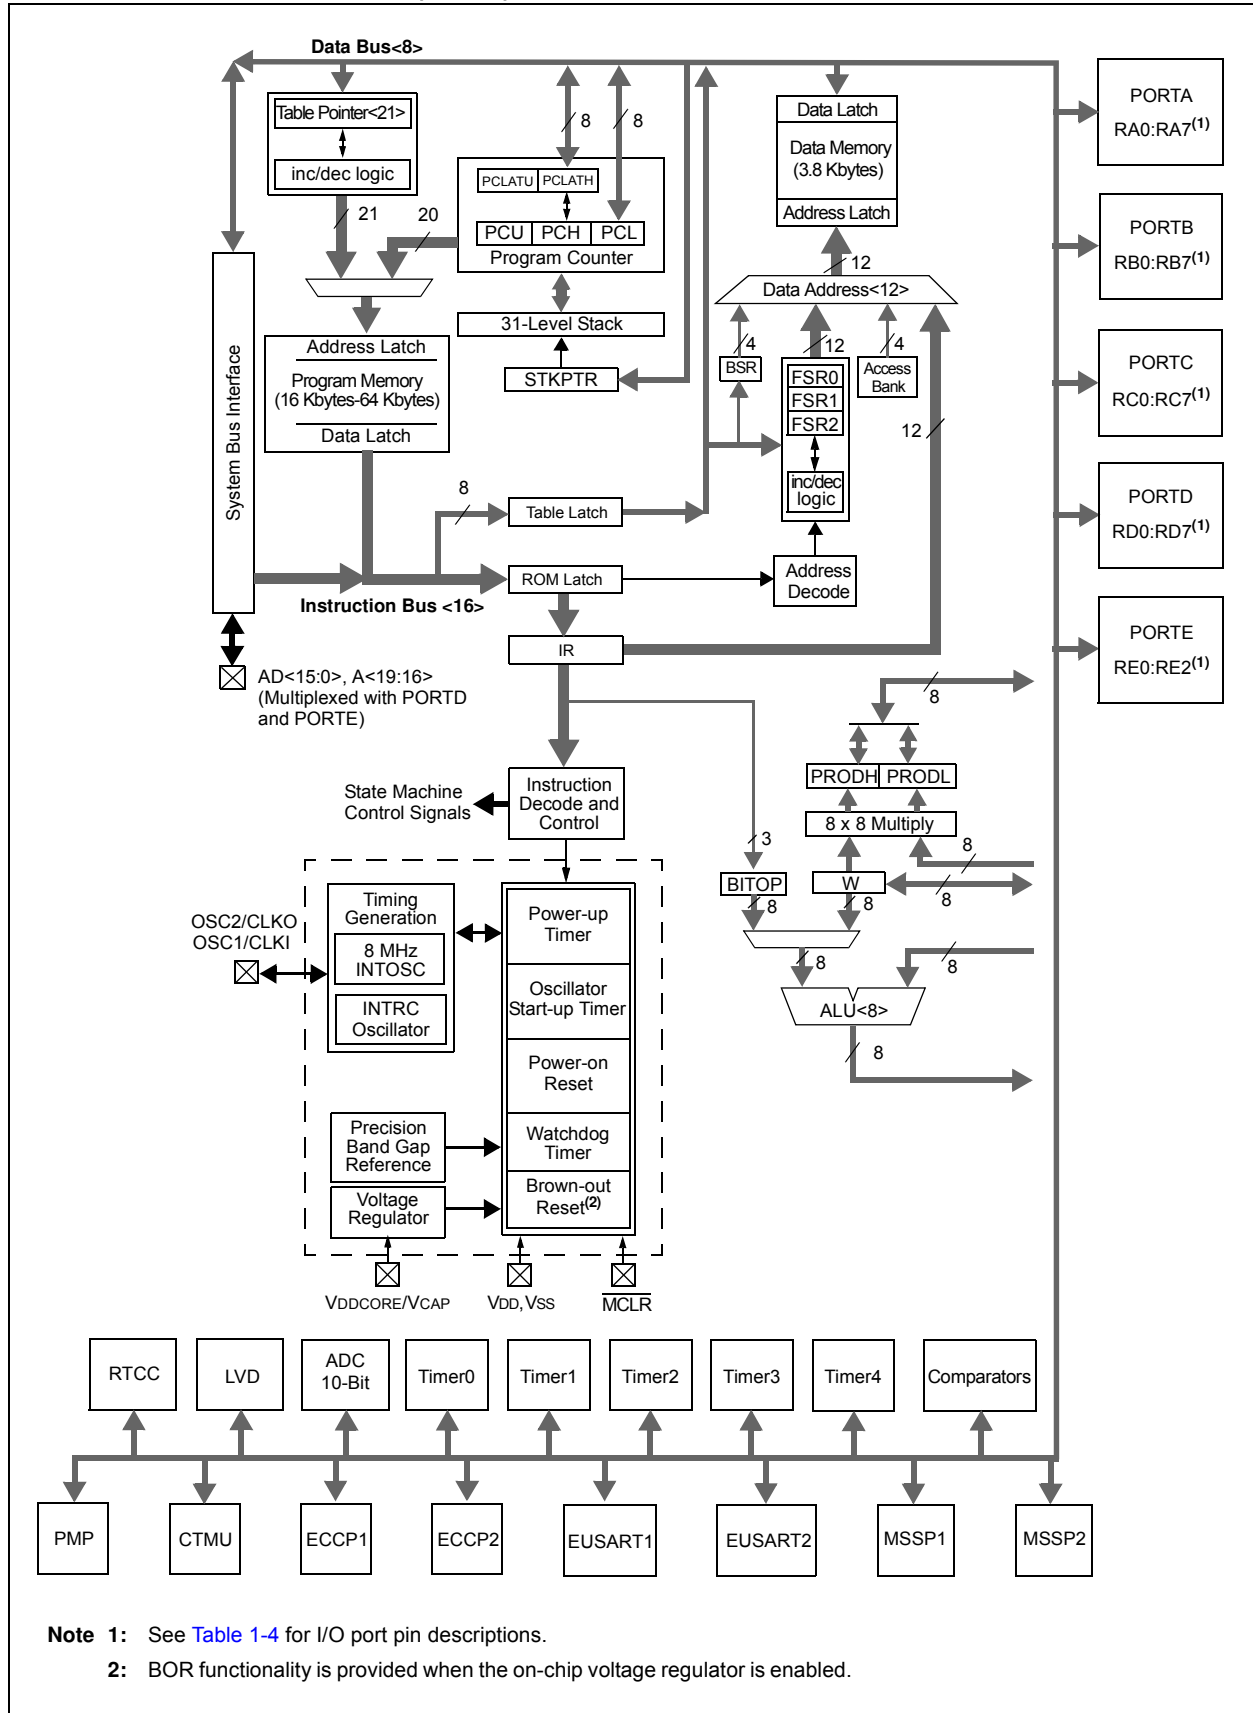 Data Bus<8>
Table Pointer<21>
inc/dec logic
21
20
8
8
PCLATU PCLATH
PCU PCH PCL
Program Counter
31-Level Stack
STKPTR
Data Latch
Data Memory
(3.8 Kbytes)
Address Latch
12
Data Address<12>
4
12
4
BSR
FSR0
FSR1
FSR2
inc/dec
logic
Access
Bank
12
Address
Decode
System Bus Interface
Address Latch
Program Memory
(16 Kbytes-64 Kbytes)
Data Latch
8
Table Latch
ROM Latch
Instruction Bus <16>
IR
AD<15:0>, A<19:16>
(Multiplexed with PORTD
and PORTE)
PORTA
RA0:RA7(1)
PORTB
RB0:RB7(1)
PORTC
RC0:RC7(1)
PORTD
RD0:RD7(1)
PORTE
RE0:RE2(1)
8
PRODH PRODL
8 x 8 Multiply
8
3
BITOP
W
8
8
8
8
8
ALU<8>
8
State Machine
Control Signals
Instruction
Decode and
Control
Timing
Generation
8 MHz
INTOSC
INTRC
Oscillator
OSC2/CLKO
OSC1/CLKI
Power-up
Timer
Oscillator
Start-up Timer
Power-on
Reset
Watchdog
Timer
Brown-out
Reset(2)
Precision
Band Gap
Reference
Voltage
Regulator
VDDCORE/VCAP
VDD,VSS
MCLR
RTCC
LVD
ADC
10-Bit
Timer0
Timer1
Timer2
Timer3
Timer4
Comparators
PMP
CTMU
ECCP1
ECCP2
EUSART1
EUSART2
MSSP1
MSSP2
Note 1: See Table 1-4 for I/O port pin descriptions.
2: BOR functionality is provided when the on-chip voltage regulator is enabled.